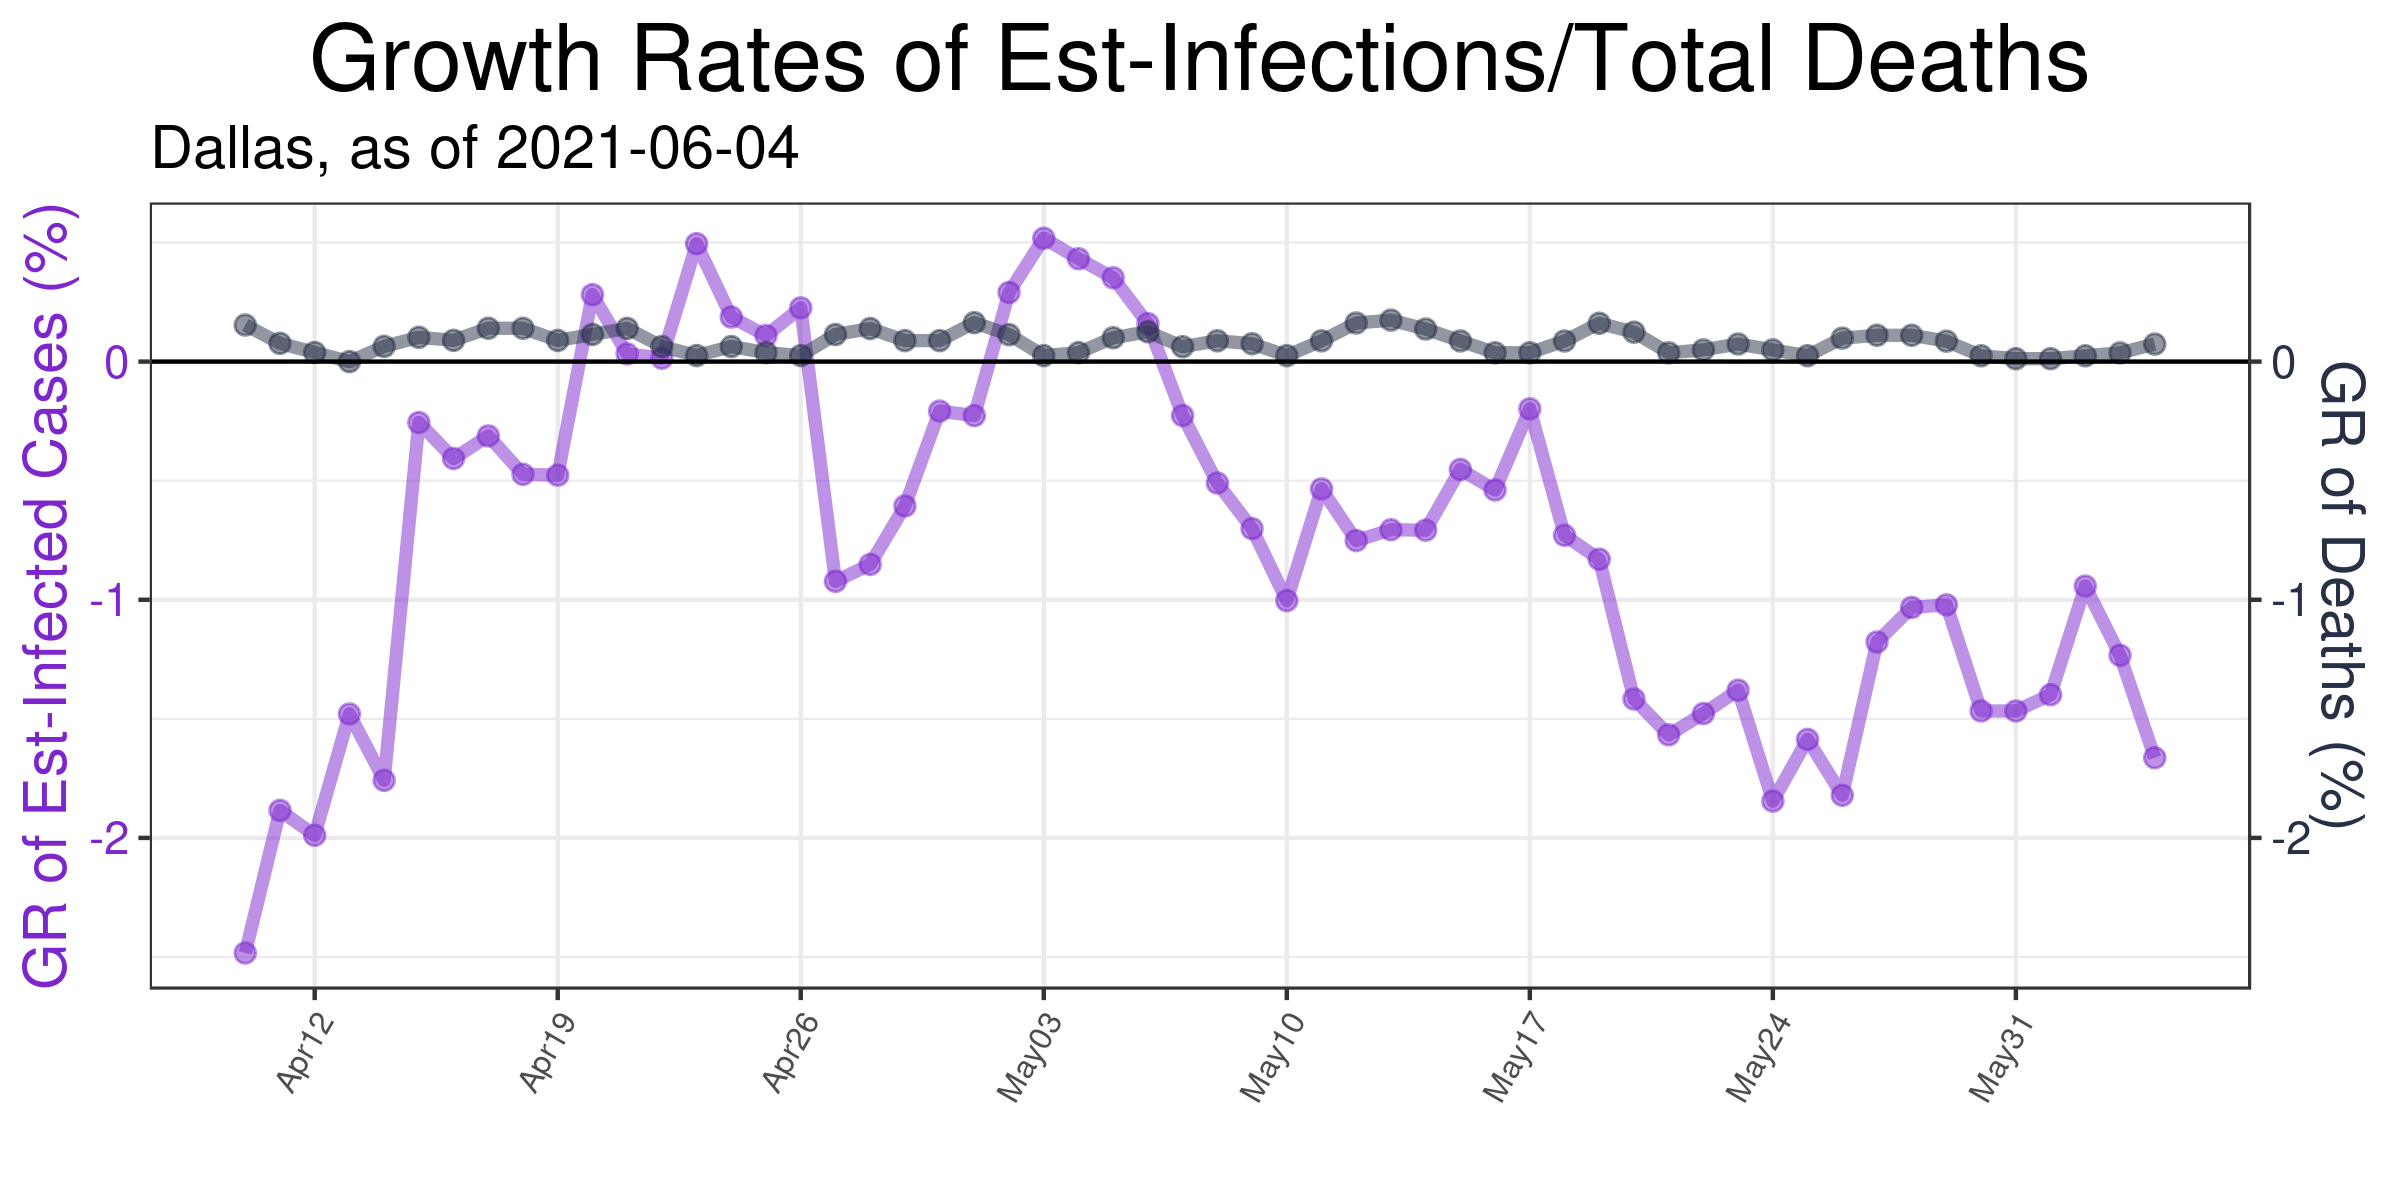 Growth Rates of Est-Infections/Total Deaths
Dallas, as of 2021-06-04
GR of Est-Infected Cases (%)
0
-1
-2
0
-1
-2
GR of Deaths (%)
Apr12
Apr19
Apr26
May03
May10
May17
May24
May31